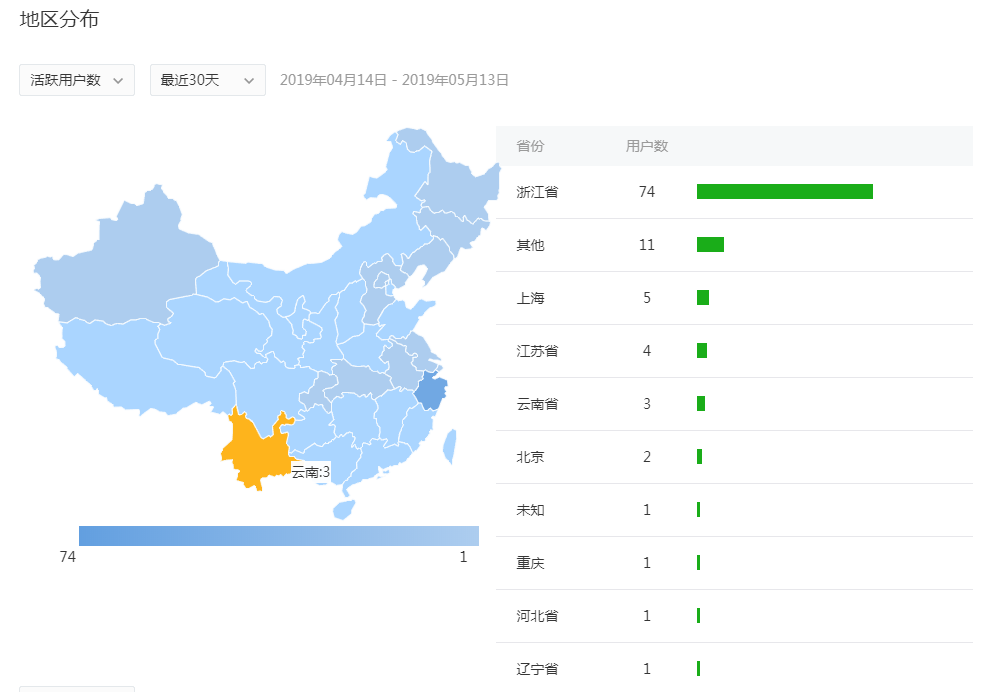 地区分布
活跃用户数 最近30天 2019年04月14日 - 2019年05月13日
省份 用户数
浙江省 74
其他 11
上海 5
江苏省 4
云南省 3
北京 2
未知 1
重庆 1
河北省 1
辽宁省 1
云南:3
74 1